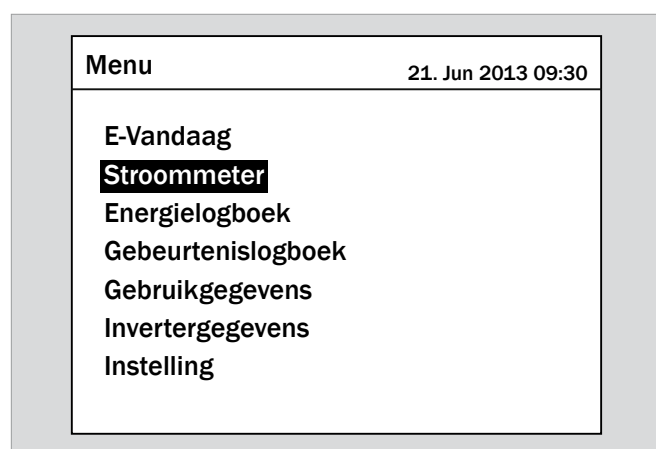 Menu
21. Jun 2013 09:30
E-Vandaag
Stroommeter
Energielogboek
Gebeurtenislogboek
Gebruikgegevens
Invertergegevens
Instelling